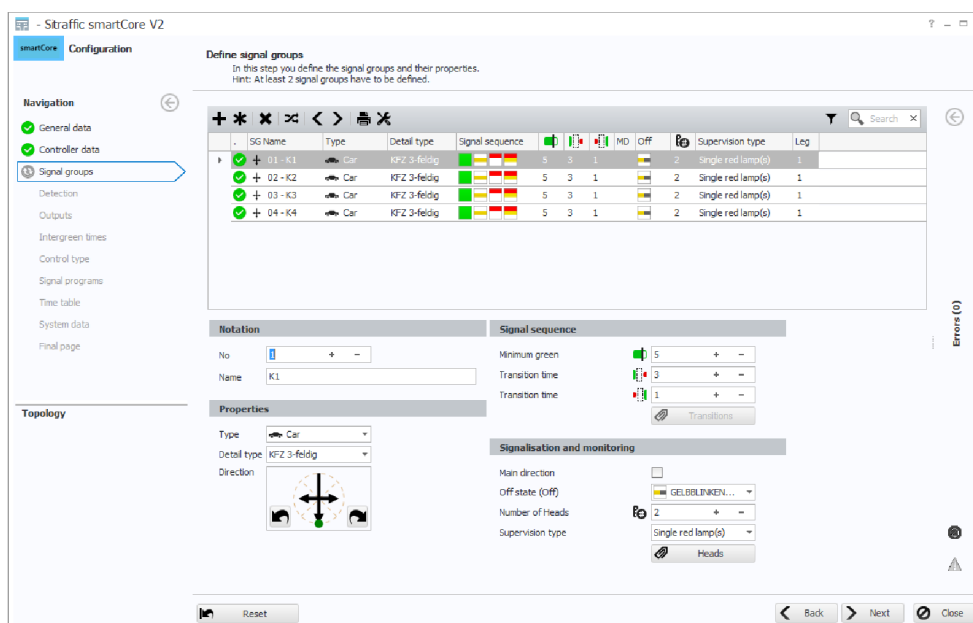 - Sitraffic smartCore V2
smartCore Configuration
Define signal groups
In this step you define the signal groups and their properties.
Hint: At least 2 signal groups have to be defined.
Navigation
General data
Controller data
Signal groups
Detection
Outputs
Intergreen times
Control type
Signal programs
Time table
System data
Final page
Topology
Search
. SG Name Type Detail type Signal sequence MD Off Supervision type Leg
01 - K1 Car KFZ 3-feldig 5 3 1 2 Single red lamp(s) 1
02 - K2 Car KFZ 3-feldig 5 3 1 2 Single red lamp(s) 1
03 - K3 Car KFZ 3-feldig 5 3 1 2 Single red lamp(s) 1
04 - K4 Car KFZ 3-feldig 5 3 1 2 Single red lamp(s) 1
Notation
No 1
Name K1
Properties
Type Car
Detail type KFZ 3-feldig
Direction
Signal sequence
Minimum green 5
Transition time 3
Transition time 1
Transitions
Signalisation and monitoring
Main direction
Off state (Off) GELBBLINKEN...
Number of Heads 2
Supervision type Single red lamp(s)
Heads
Errors (0)
Reset
Back
Next
Close